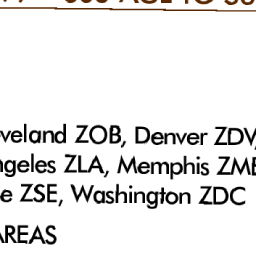 veland ZOB, Denver ZDV,
ngeles ZLA, Memphis ZME
e ZSE, Washington ZDC
AREAS